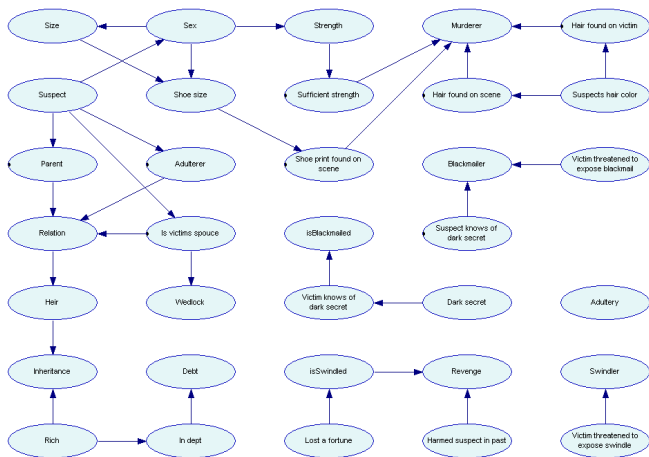 Size
Sex
Strength
Murderer
Hair found on victim
Suspect
Shoe size
Sufficient strength
Hair found on scene
Suspects hair color
Parent
Adulterer
Shoe print found on
scene
Blackmailer
Victim threatened to
expose blackmail
Relation
Is victims spouce
isBlackmailed
Suspect knows of
dark secret
Heir
Wedlock
Victim knows of
dark secret
Dark secret
Adultery
Inheritance
Debt
isSwindled
Revenge
Swindler
Rich
In dept
Lost a fortune
Harmed suspect in past
Victim threatened to
expose swindle